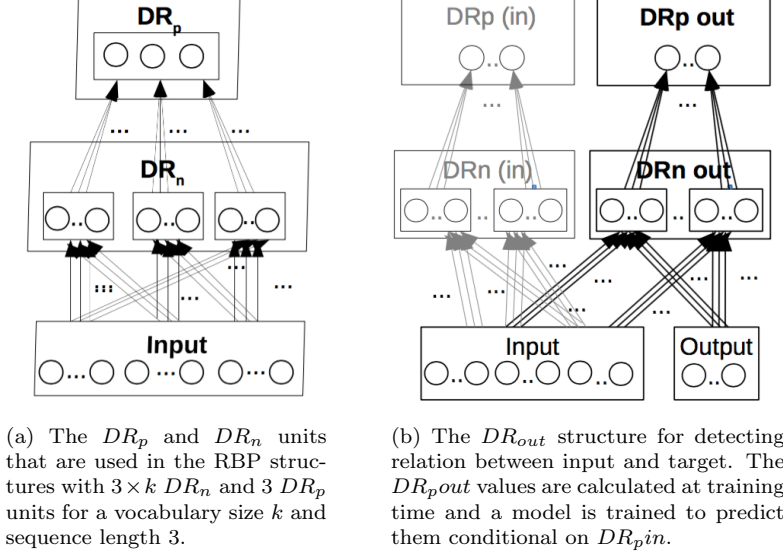 DRp
...
...
...
DRn
..
..
..
...
...
...
...
Input
...
...
...
(a) The DRp and DRn units
that are used in the RBP struc-
tures with 3×k DRn and 3 DRp
units for a vocabulary size k and
sequence length 3.
DRp (in)
DRp out
..
..
...
...
DRn (in)
DRn out
..
..
..
..
..
..
...
...
...
...
...
...
Input
Output
..
..
..
..
(b) The DRout structure for detecting
relation between input and target. The
DRpout values are calculated at training
time and a model is trained to predict
them conditional on DRpin.